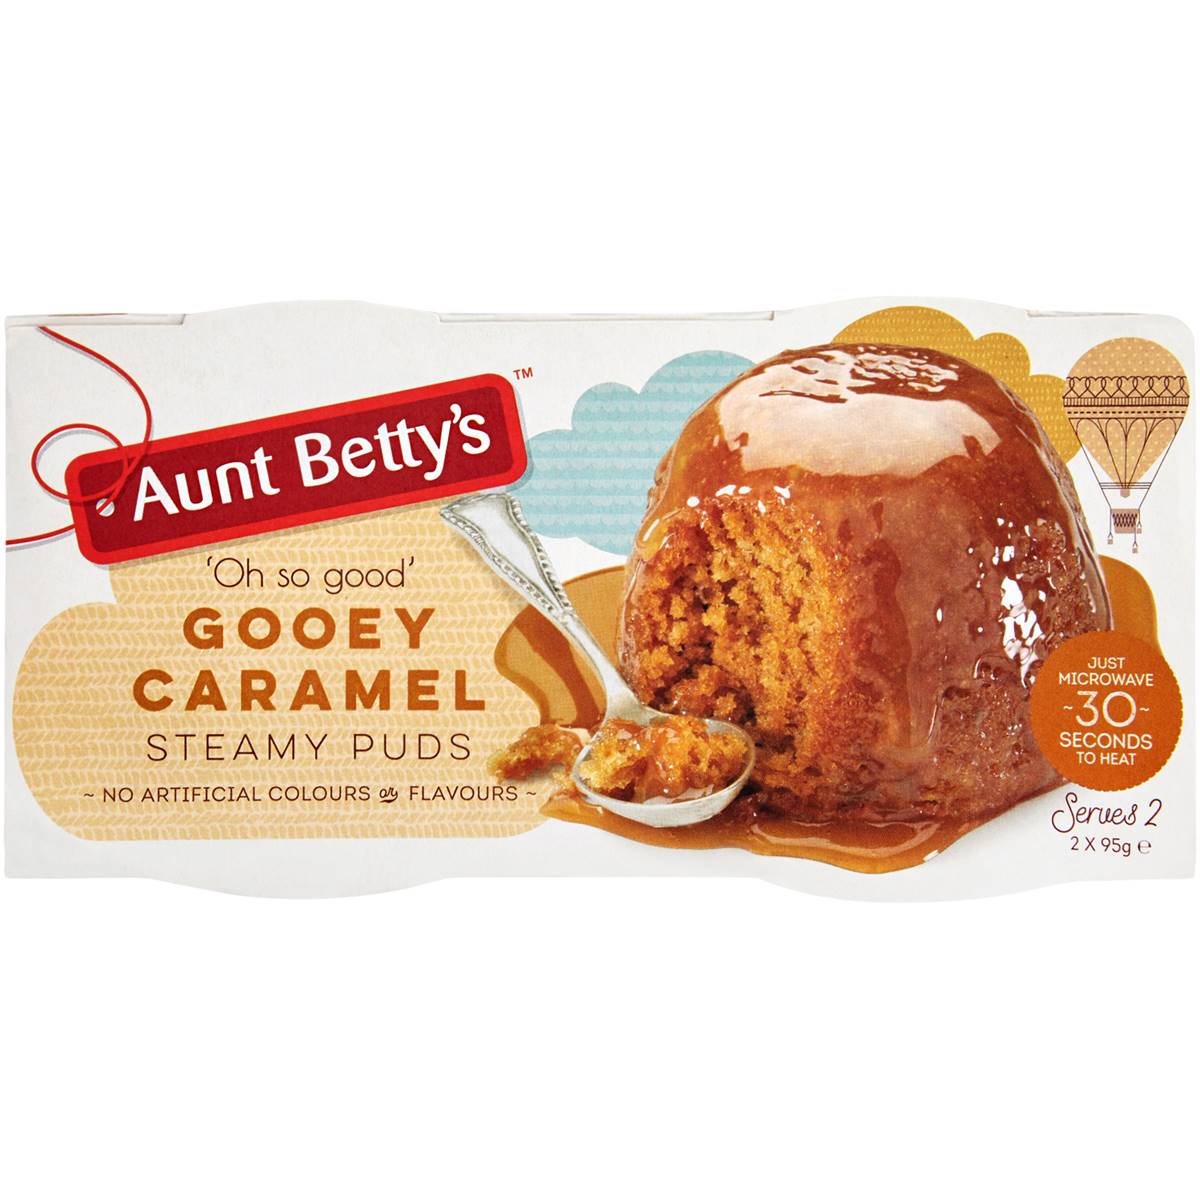 Aunt Betty's ™
'Oh so good'
GOOEY
CARAMEL
STEAMY PUDS
~ NO ARTIFICIAL COLOURS or FLAVOURS ~
JUST
MICROWAVE
~30~
SECONDS
TO HEAT
Serves 2
2 X 95g ℮